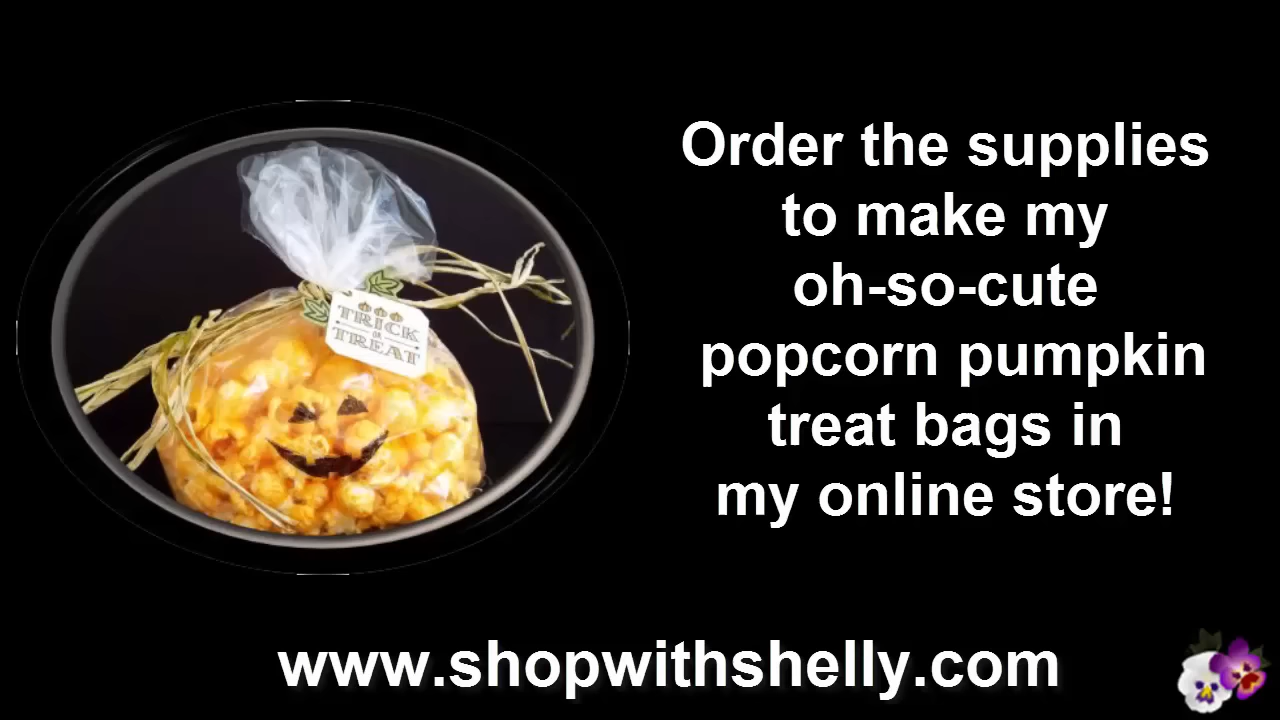 TRICK
OR
TREAT
Order the supplies
to make my
oh-so-cute
popcorn pumpkin
treat bags in
my online store!
www.shopwithshelly.com